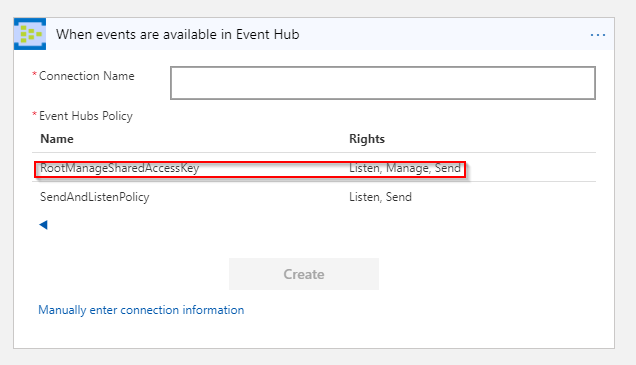 When events are available in Event Hub
...
*Connection Name
*Event Hubs Policy
Name Rights
RootManageSharedAccessKey Listen, Manage, Send
SendAndListenPolicy Listen, Send
Create
Manually enter connection information